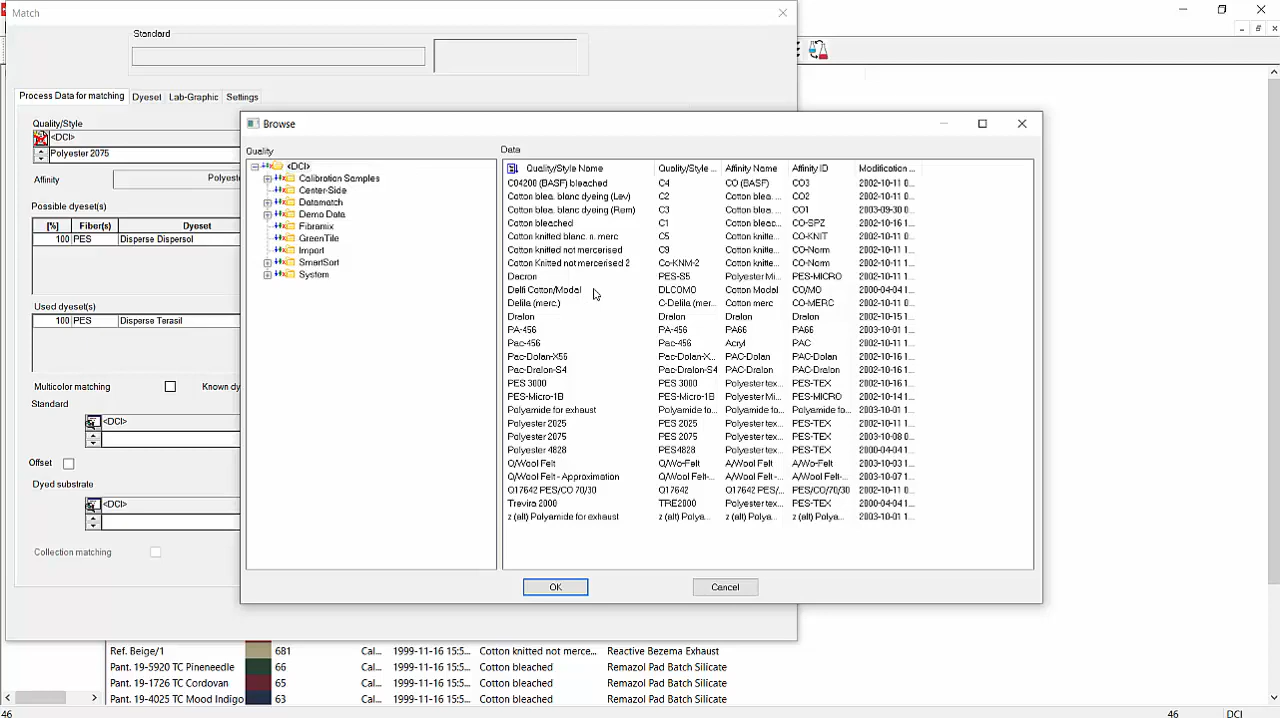 Match
Standard
Process Data for matching Dyeset Lab-Graphic Settings
Quality/Style
<DCI>
Polyester 2075
Affinity Polyest
Possible dyeset(s)
[%] Fiber(s) Dyeset
100 PES Disperse Dispersol
Used dyeset(s)
100 PES Disperse Terasil
Multicolor matching Known dy
Standard
<DCI>
Offset
Dyed substrate
<DCI>
Collection matching
Browse
Quality
<DCI>
Calibration Samples
Center-Side
Datamatch
Demo Data
Fibramix
GreenTile
Import
SmartSort
System
Data
Quality/Style Name Quality/Style ... Affinity Name Affinity ID Modification ...
C04200 (BASF) bleached C4 CO (BASF) CO3 2002-10-11 0...
Cotton blea. blanc dyeing (Lev) C2 Cotton blea. ... CO2 2002-10-11 0...
Cotton blea. blanc dyeing (Rem) C3 Cotton blea. ... CO1 2003-09-30 0...
Cotton bleached C1 Cotton bleac... CO-SPZ 2002-10-16 1...
Cotton knitted blanc. n. merc C5 Cotton knitte... CO-KNIT 2002-10-11 0...
Cotton knitted not mercerised C9 Cotton knitte... CO-Norm 2002-10-11 1...
Cotton Knitted not mercerised 2 Co-KNM-2 Cotton knitte... CO-Norm 2002-10-11 1...
Dacron PES-S5 Polyester Mi... PES-MICRO 2002-10-11 0...
Delfi Cotton/Modal DLCOMO Cotton Modal CO/MO 2000-04-04 1...
Delila (merc.) C-Delila (mer... Cotton merc CO-MERC 2002-10-11 0...
Dralon Dralon Dralon Dralon 2002-10-15 1...
PA-456 PA-456 PA66 PA66 2003-10-01 1...
Pac-456 Pac-456 Acryl PAC 2002-10-11 1...
Pac-Dolan-X56 Pac-Dolan-X... PAC-Dolan PAC-Dolan 2002-10-16 1...
Pac-Dralon-S4 Pac-Dralon-S4 PAC-Dralon PAC-Dralon 2002-10-16 1...
PES 3000 PES 3000 Polyester tex... PES-TEX 2002-10-16 1...
PES-Micro-1B PES-Micro-1B Polyester Mi... PES-MICRO 2002-10-14 1...
Polyamide for exhaust Polyamide fo... Polyamide fo... Polyamide fo... 2003-10-01 1...
Polyester 2025 PES 2025 Polyester tex... PES-TEX 2002-10-11 1...
Polyester 2075 PES 2075 Polyester tex... PES-TEX 2003-10-08 0...
Polyester 4828 PES4828 Polyester tex... PES-TEX 2000-04-04 1...
Q/Wool Felt Q/Wo-Felt A/Wool Felt A/Wo-Felt 2003-10-03 1...
Q/Wool Felt - Approximation Q/Wool Felt-... A/Wool Felt -... A/Wool Felt-... 2003-10-07 1...
Q17642 PES/CO 70/30 Q17642 Q17642 PES/... PES/CO/70/30 2002-10-11 0...
Trevira 2000 TRE2000 Polyester tex... PES-TEX 2000-04-04 1...
z (alt) Polyamide for exhaust z (alt) Polya... z (alt) Polya... z (alt) Polya... 2003-10-01 1...
OK Cancel
Ref. Beige/1 681 Cal... 1999-11-16 15:5... Cotton knitted not merce... Reactive Bezema Exhaust
Pant. 19-5920 TC Pineneedle 66 Cal... 1999-11-16 15:5... Cotton bleached Remazol Pad Batch Silicate
Pant. 19-1726 TC Cordovan 65 Cal... 1999-11-16 15:5... Cotton bleached Remazol Pad Batch Silicate
Pant. 19-4025 TC Mood Indigo 63 Cal... 1999-11-16 15:5... Cotton bleached Remazol Pad Batch Silicate
46 46 DCI